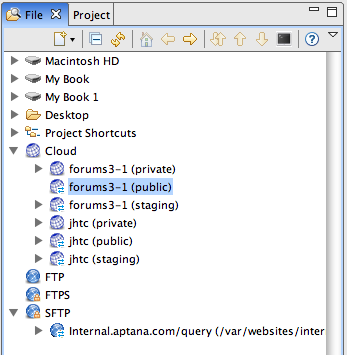 File Project
Macintosh HD
My Book
My Book 1
Desktop
Project Shortcuts
Cloud
forums3-1 (private)
forums3-1 (public)
forums3-1 (staging)
jhtc (private)
jhtc (public)
jhtc (staging)
FTP
FTPS
SFTP
Internal.aptana.com/query (/var/websites/inter